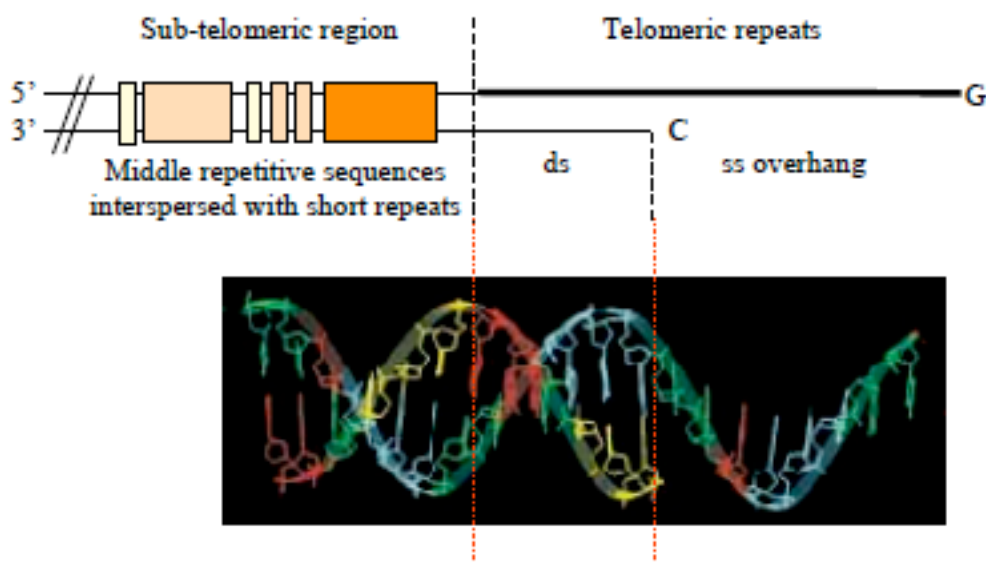 Sub-telomeric region
Telomeric repeats
5’
G
3’
C
Middle repetitive sequences
interspersed with short repeats
ds
ss overhang